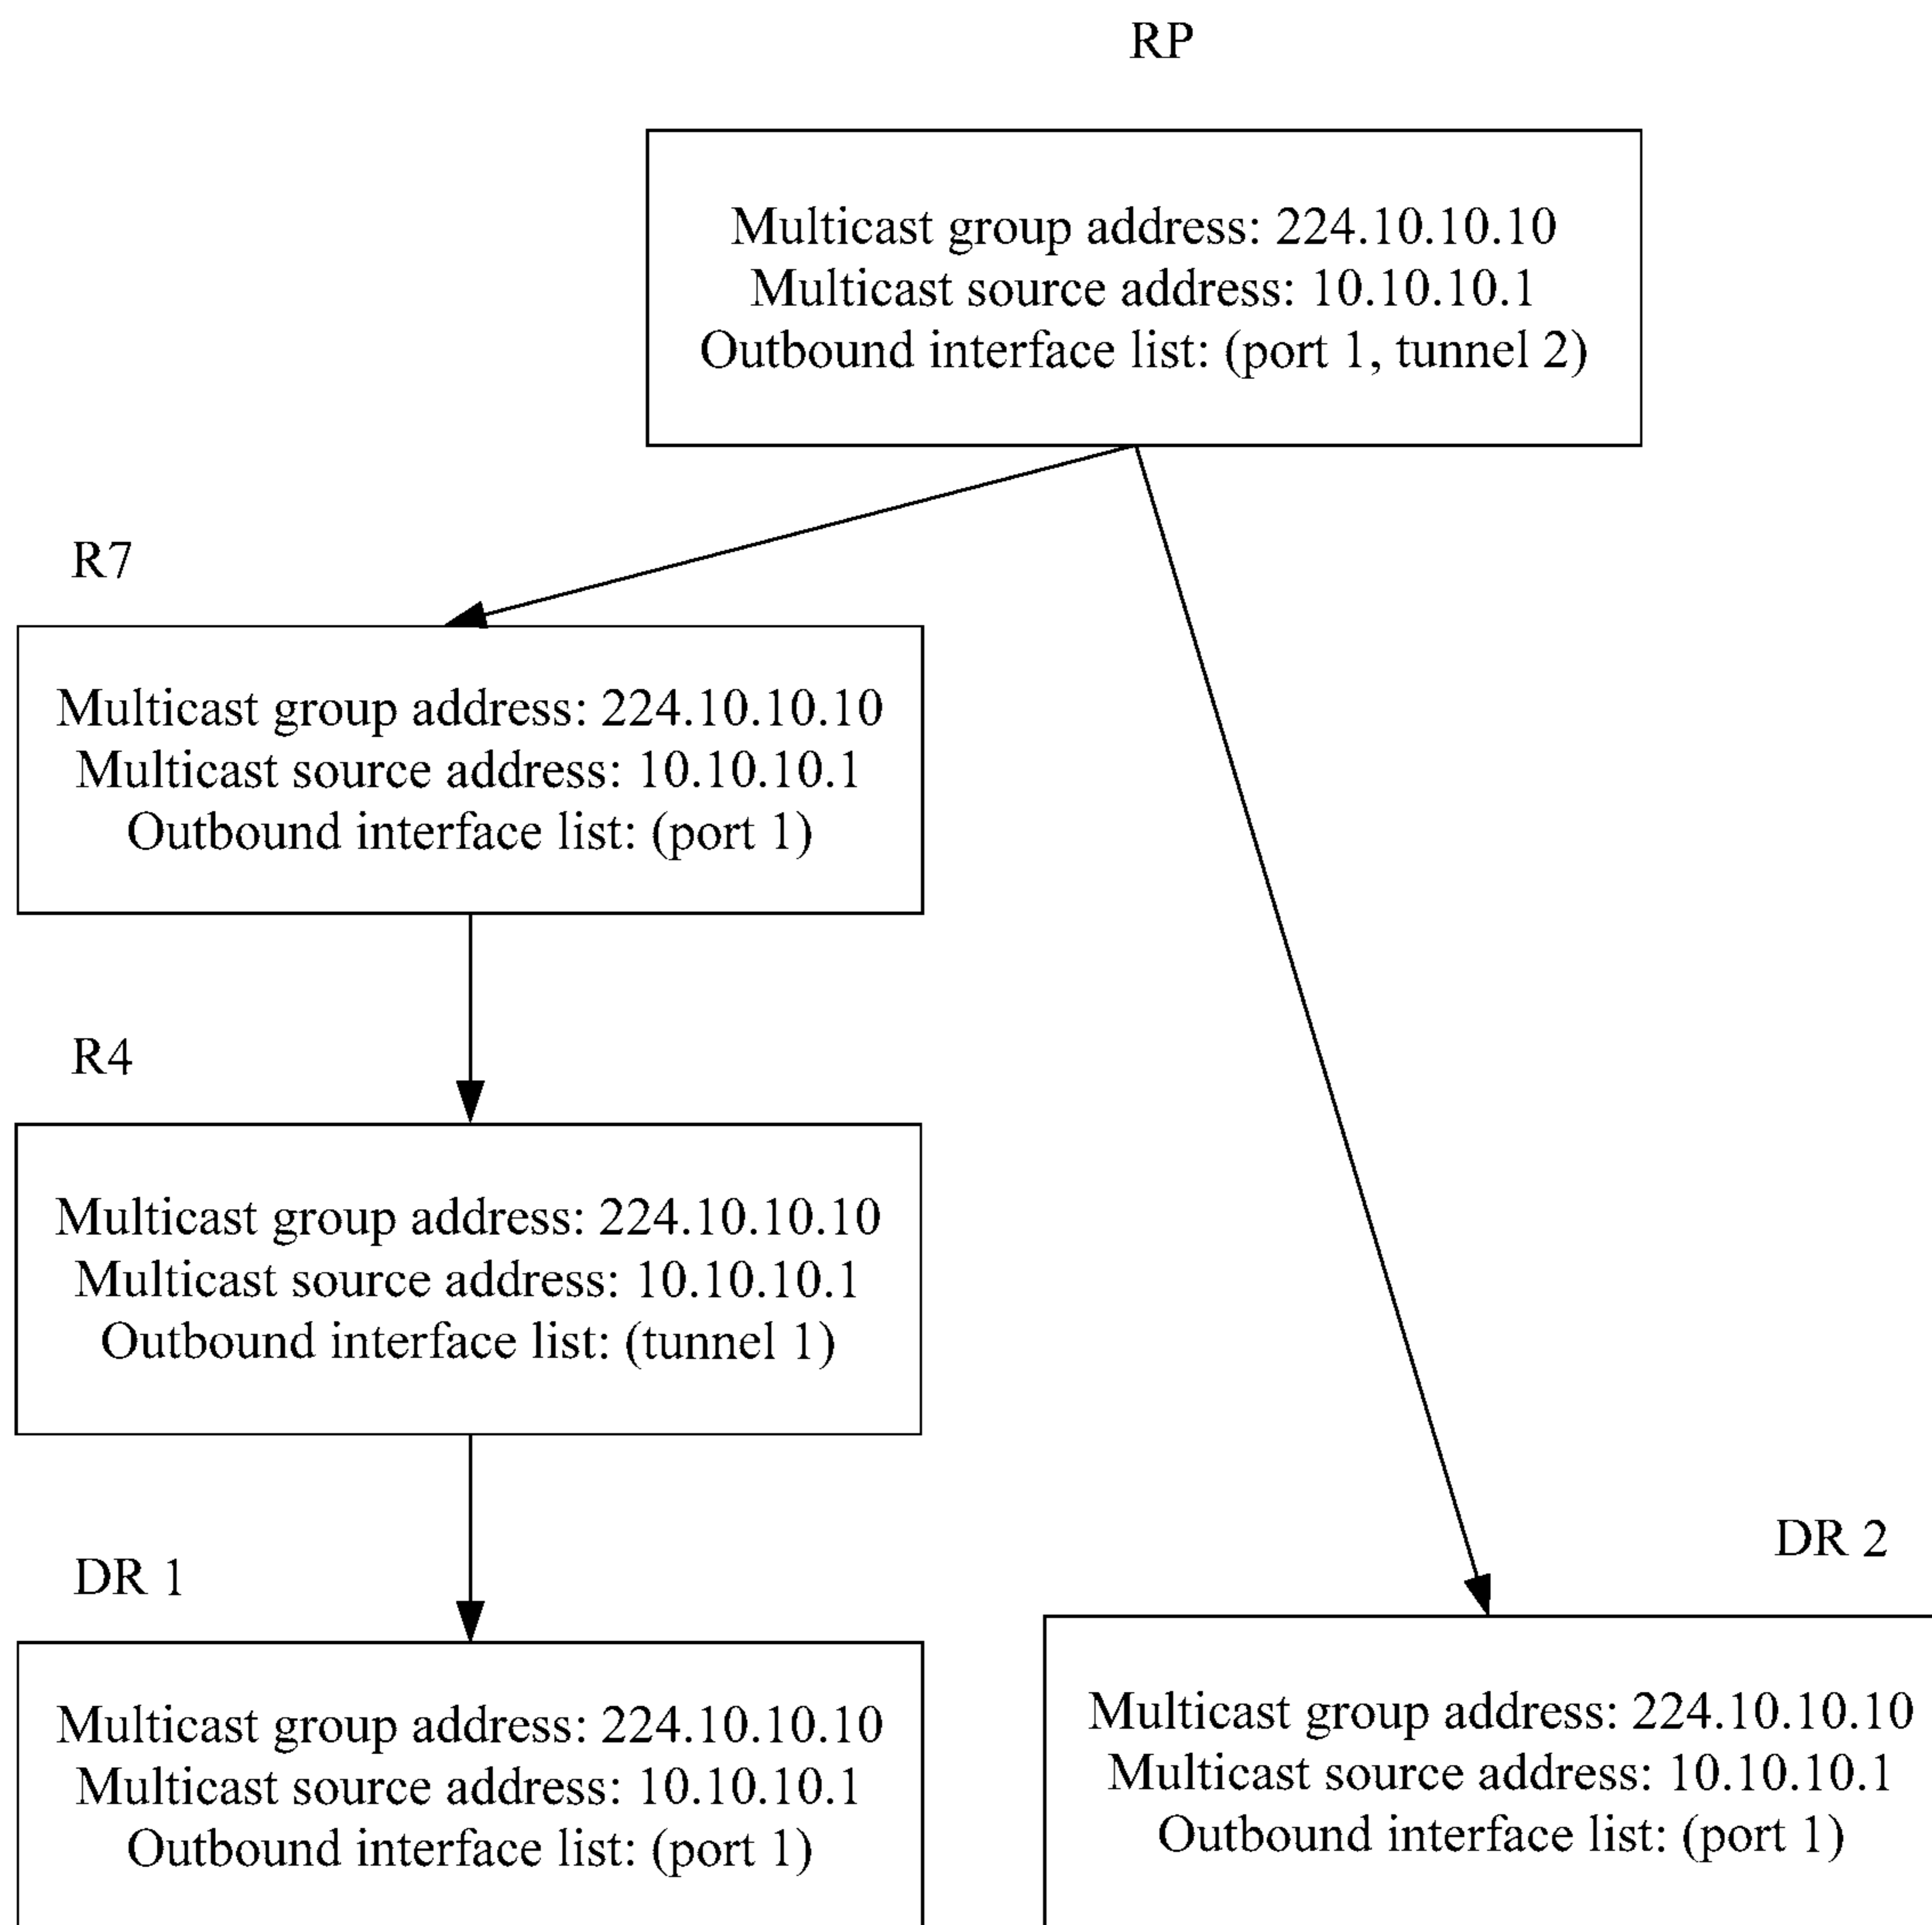 RP
Multicast group address: 224.10.10.10
Multicast source address: 10.10.10.1
Outbound interface list: (port 1, tunnel 2)
R7
Multicast group address: 224.10.10.10
Multicast source address: 10.10.10.1
Outbound interface list: (port 1)
R4
Multicast group address: 224.10.10.10
Multicast source address: 10.10.10.1
Outbound interface list: (tunnel 1)
DR 1
Multicast group address: 224.10.10.10
Multicast source address: 10.10.10.1
Outbound interface list: (port 1)
DR 2
Multicast group address: 224.10.10.10
Multicast source address: 10.10.10.1
Outbound interface list: (port 1)